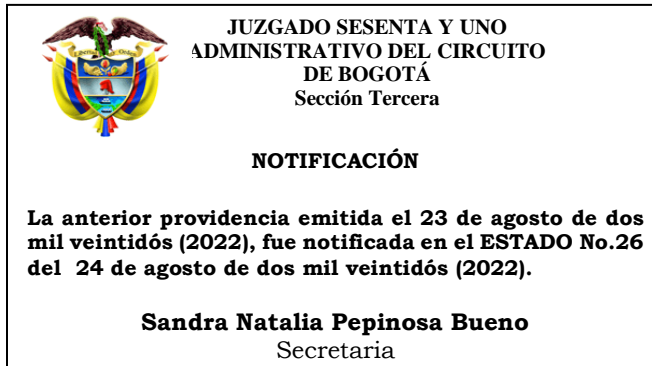 JUZGADO SESENTA Y UNO
ADMINISTRATIVO DEL CIRCUITO
DE BOGOTÁ
Sección Tercera
NOTIFICACIÓN
La anterior providencia emitida el 23 de agosto de dos
mil veintidós (2022), fue notificada en el ESTADO No.26
del 24 de agosto de dos mil veintidós (2022).
Sandra Natalia Pepinosa Bueno
Secretaria